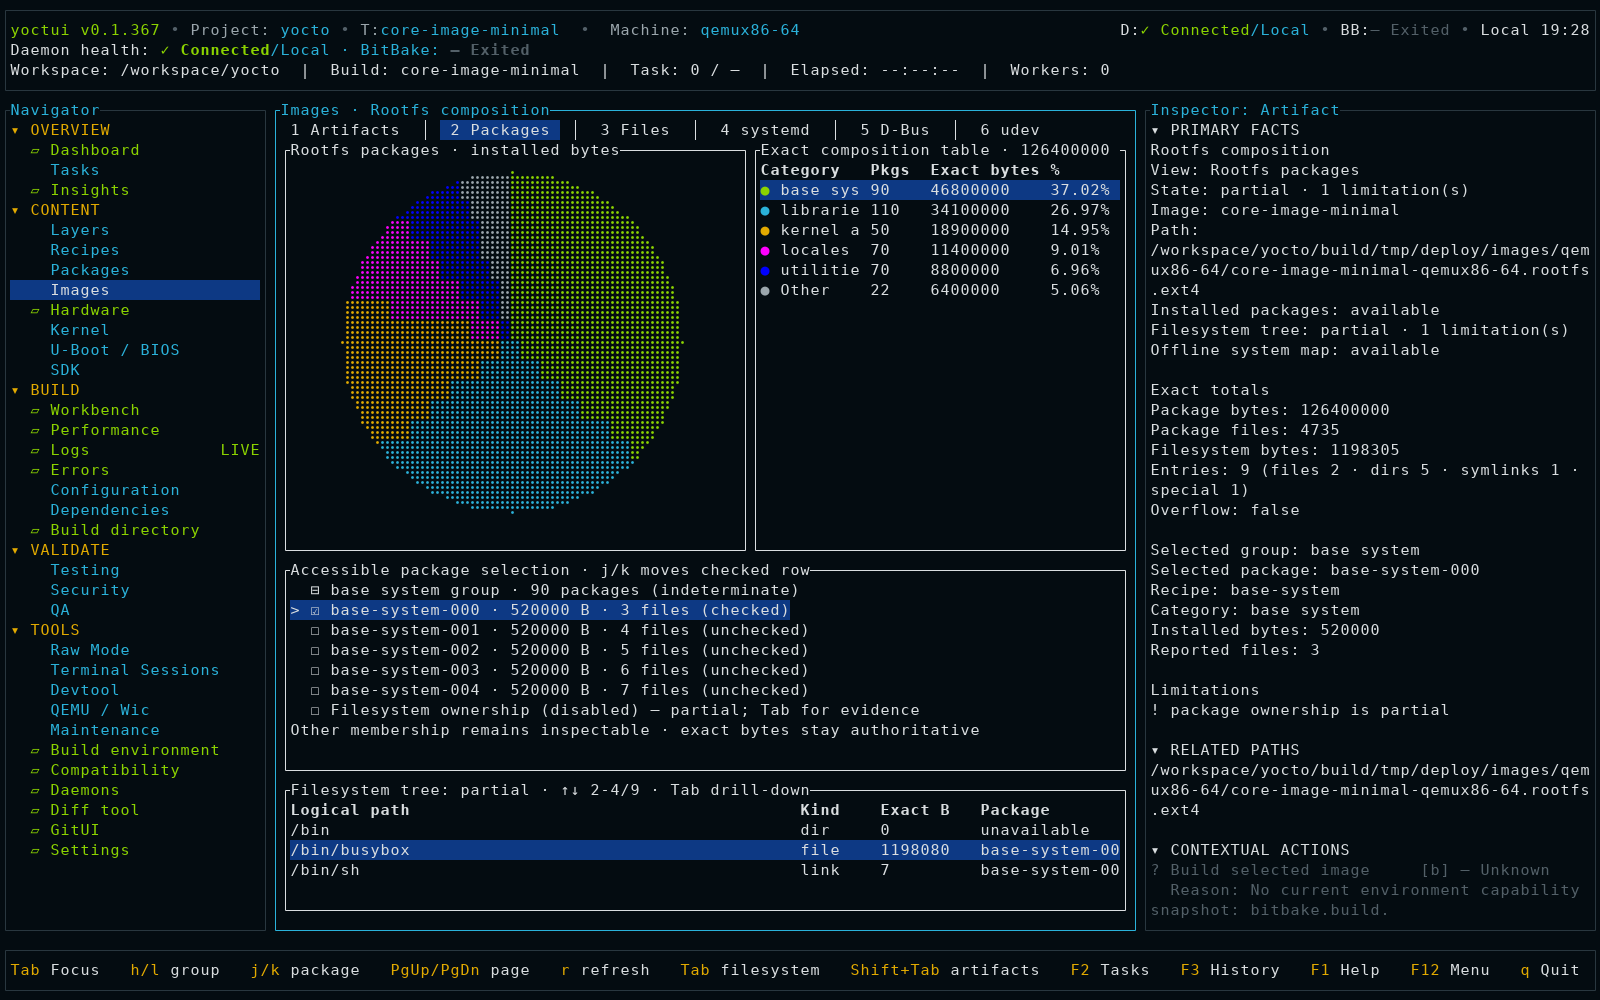 yoctui v0.1.367 • Project: yocto • T:core-image-minimal • Machine: qemux86-64 D:✓ Connected/Local • BB:— Exited • Local 19:28
Daemon health: ✓ Connected/Local · BitBake: — Exited
Workspace: /workspace/yocto | Build: core-image-minimal | Task: 0 / — | Elapsed: --:--:-- | Workers: 0
Navigator
▾ OVERVIEW
▱ Dashboard
Tasks
▱ Insights
▾ CONTENT
Layers
Recipes
Packages
Images
▱ Hardware
Kernel
U-Boot / BIOS
SDK
▾ BUILD
▱ Workbench
▱ Performance
▱ Logs LIVE
▱ Errors
Configuration
Dependencies
▱ Build directory
▾ VALIDATE
Testing
Security
QA
▾ TOOLS
Raw Mode
Terminal Sessions
Devtool
QEMU / Wic
Maintenance
▱ Build environment
▱ Compatibility
▱ Daemons
▱ Diff tool
▱ GitUI
▱ Settings
Images · Rootfs composition
1 Artifacts │ 2 Packages │ 3 Files │ 4 systemd │ 5 D-Bus │ 6 udev
Rootfs packages · installed bytes
Exact composition table · 126400000
Category Pkgs Exact bytes %
● base sys 90 46800000 37.02%
● librarie 110 34100000 26.97%
● kernel a 50 18900000 14.95%
● locales 70 11400000 9.01%
● utilitie 70 8800000 6.96%
● Other 22 6400000 5.06%
Accessible package selection · j/k moves checked row
⊟ base system group · 90 packages (indeterminate)
> ☑ base-system-000 · 520000 B · 3 files (checked)
☐ base-system-001 · 520000 B · 4 files (unchecked)
☐ base-system-002 · 520000 B · 5 files (unchecked)
☐ base-system-003 · 520000 B · 6 files (unchecked)
☐ base-system-004 · 520000 B · 7 files (unchecked)
☐ Filesystem ownership (disabled) — partial; Tab for evidence
Other membership remains inspectable · exact bytes stay authoritative
Filesystem tree: partial · ↑↓ 2-4/9 · Tab drill-down
Logical path Kind Exact B Package
/bin dir 0 unavailable
/bin/busybox file 1198080 base-system-00
/bin/sh link 7 base-system-00
Inspector: Artifact
▾ PRIMARY FACTS
Rootfs composition
View: Rootfs packages
State: partial · 1 limitation(s)
Image: core-image-minimal
Path:
/workspace/yocto/build/tmp/deploy/images/qem
ux86-64/core-image-minimal-qemux86-64.rootfs
.ext4
Installed packages: available
Filesystem tree: partial · 1 limitation(s)
Offline system map: available
Exact totals
Package bytes: 126400000
Package files: 4735
Filesystem bytes: 1198305
Entries: 9 (files 2 · dirs 5 · symlinks 1 ·
special 1)
Overflow: false
Selected group: base system
Selected package: base-system-000
Recipe: base-system
Category: base system
Installed bytes: 520000
Reported files: 3
Limitations
! package ownership is partial
▾ RELATED PATHS
/workspace/yocto/build/tmp/deploy/images/qem
ux86-64/core-image-minimal-qemux86-64.rootfs
.ext4
▾ CONTEXTUAL ACTIONS
? Build selected image [b] — Unknown
Reason: No current environment capability
snapshot: bitbake.build.
Tab Focus h/l group j/k package PgUp/PgDn page r refresh Tab filesystem Shift+Tab artifacts F2 Tasks F3 History F1 Help F12 Menu q Quit